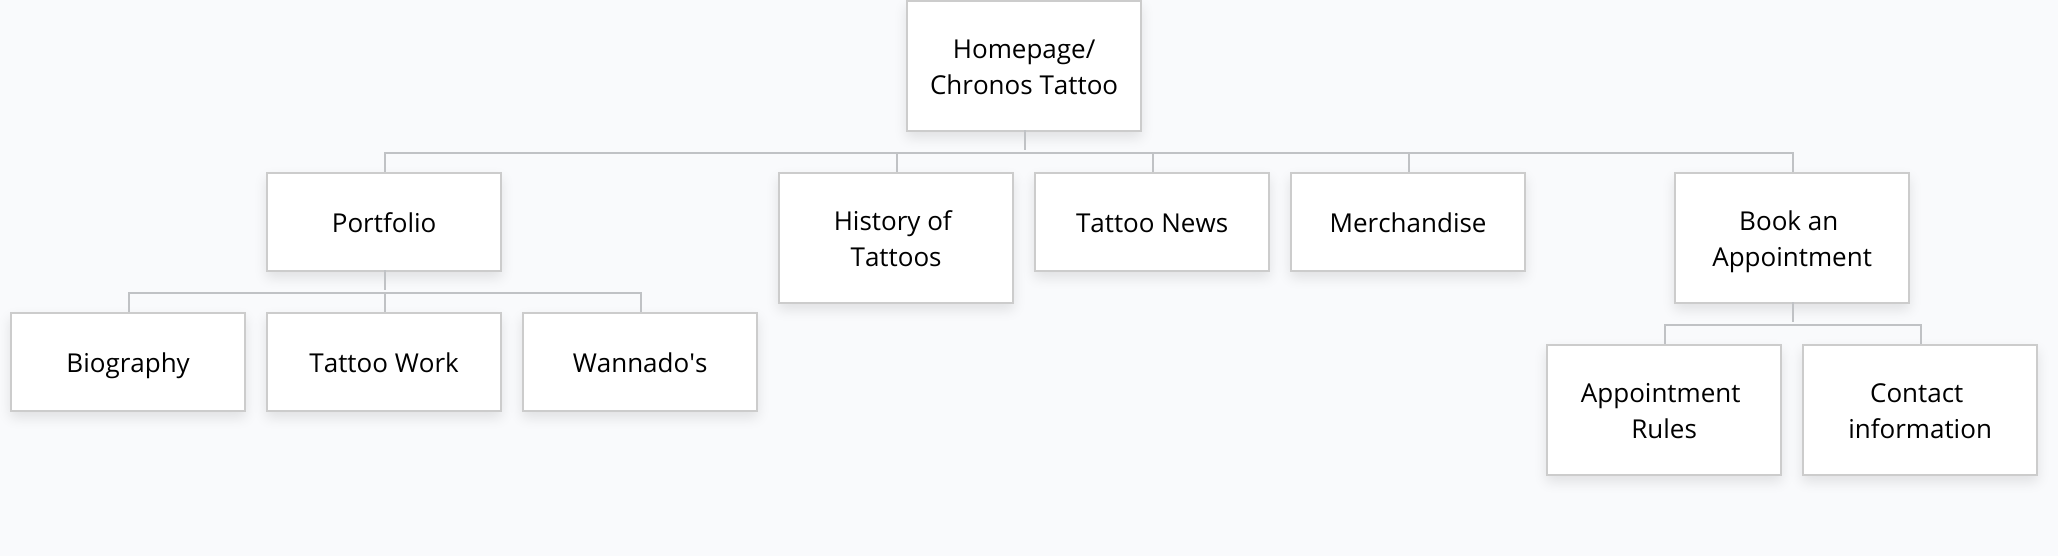 Homepage/
Chronos Tattoo
Portfolio
History of
Tattoos
Tattoo News
Merchandise
Book an
Appointment
Biography
Tattoo Work
Wannado's
Appointment
Rules
Contact
information